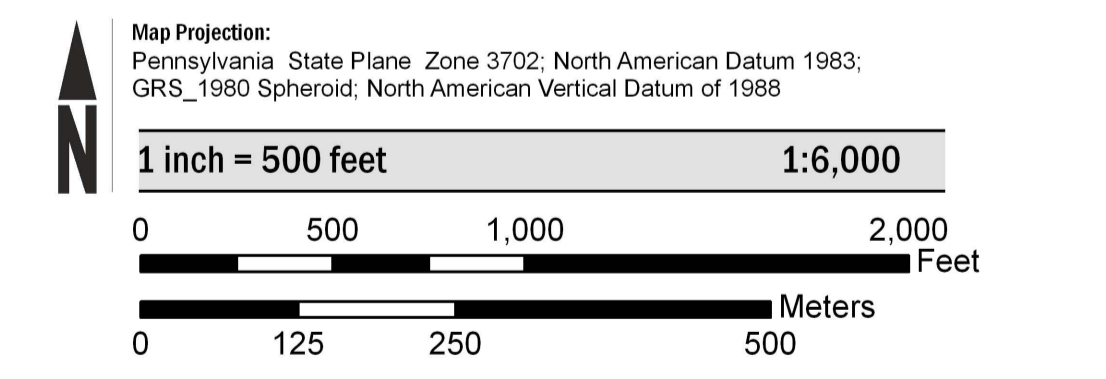 N
Map Projection:
Pennsylvania State Plane Zone 3702; North American Datum 1983;
GRS_1980 Spheroid; North American Vertical Datum of 1988
1 inch = 500 feet 1:6,000
0 500 1,000 2,000
Feet
Meters
0 125 250 500